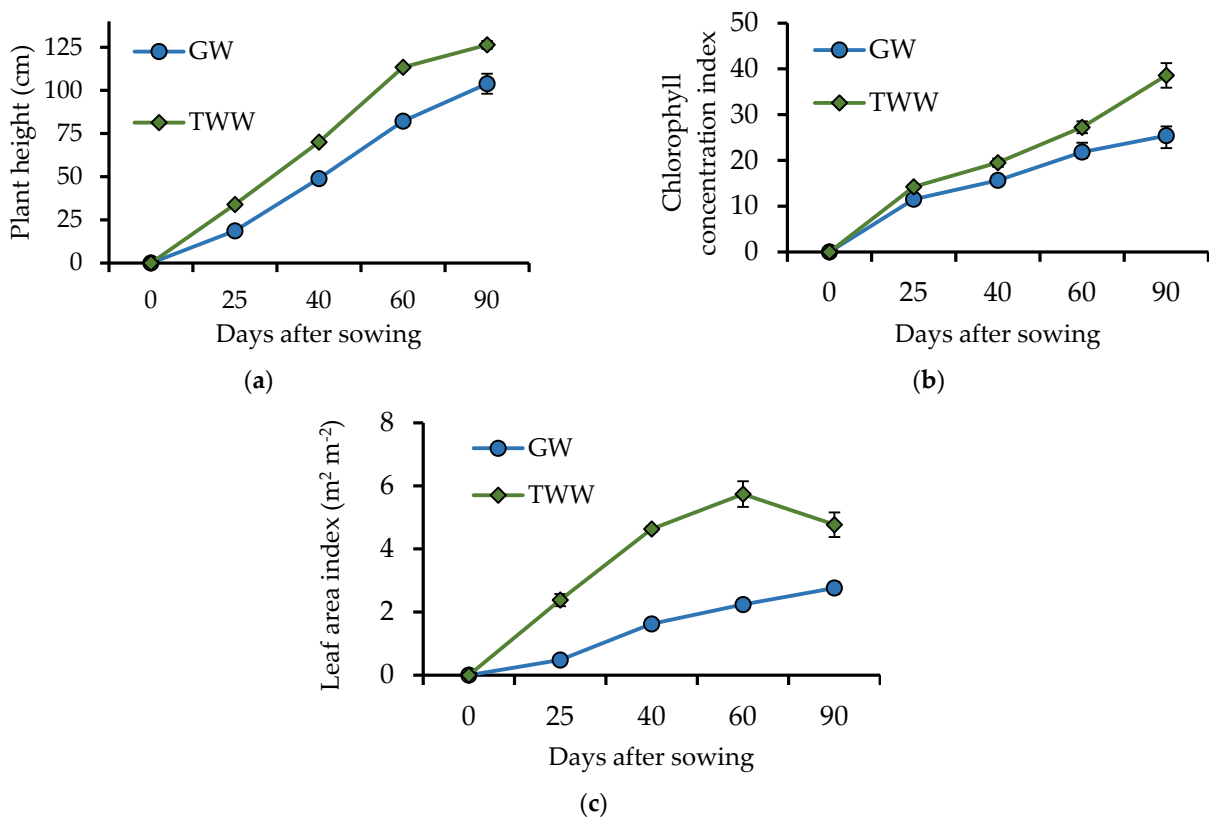 Plant height (cm)
125
100
75
50
25
0
GW
TWW
0 25 40 60 90
Days after sowing
(a)
Chlorophyll
concentration index
50
40
30
20
10
0
GW
TWW
0 25 40 60 90
Days after sowing
(b)
Leaf area index (m² m⁻²)
8
6
4
2
0
GW
TWW
0 25 40 60 90
Days after sowing
(c)